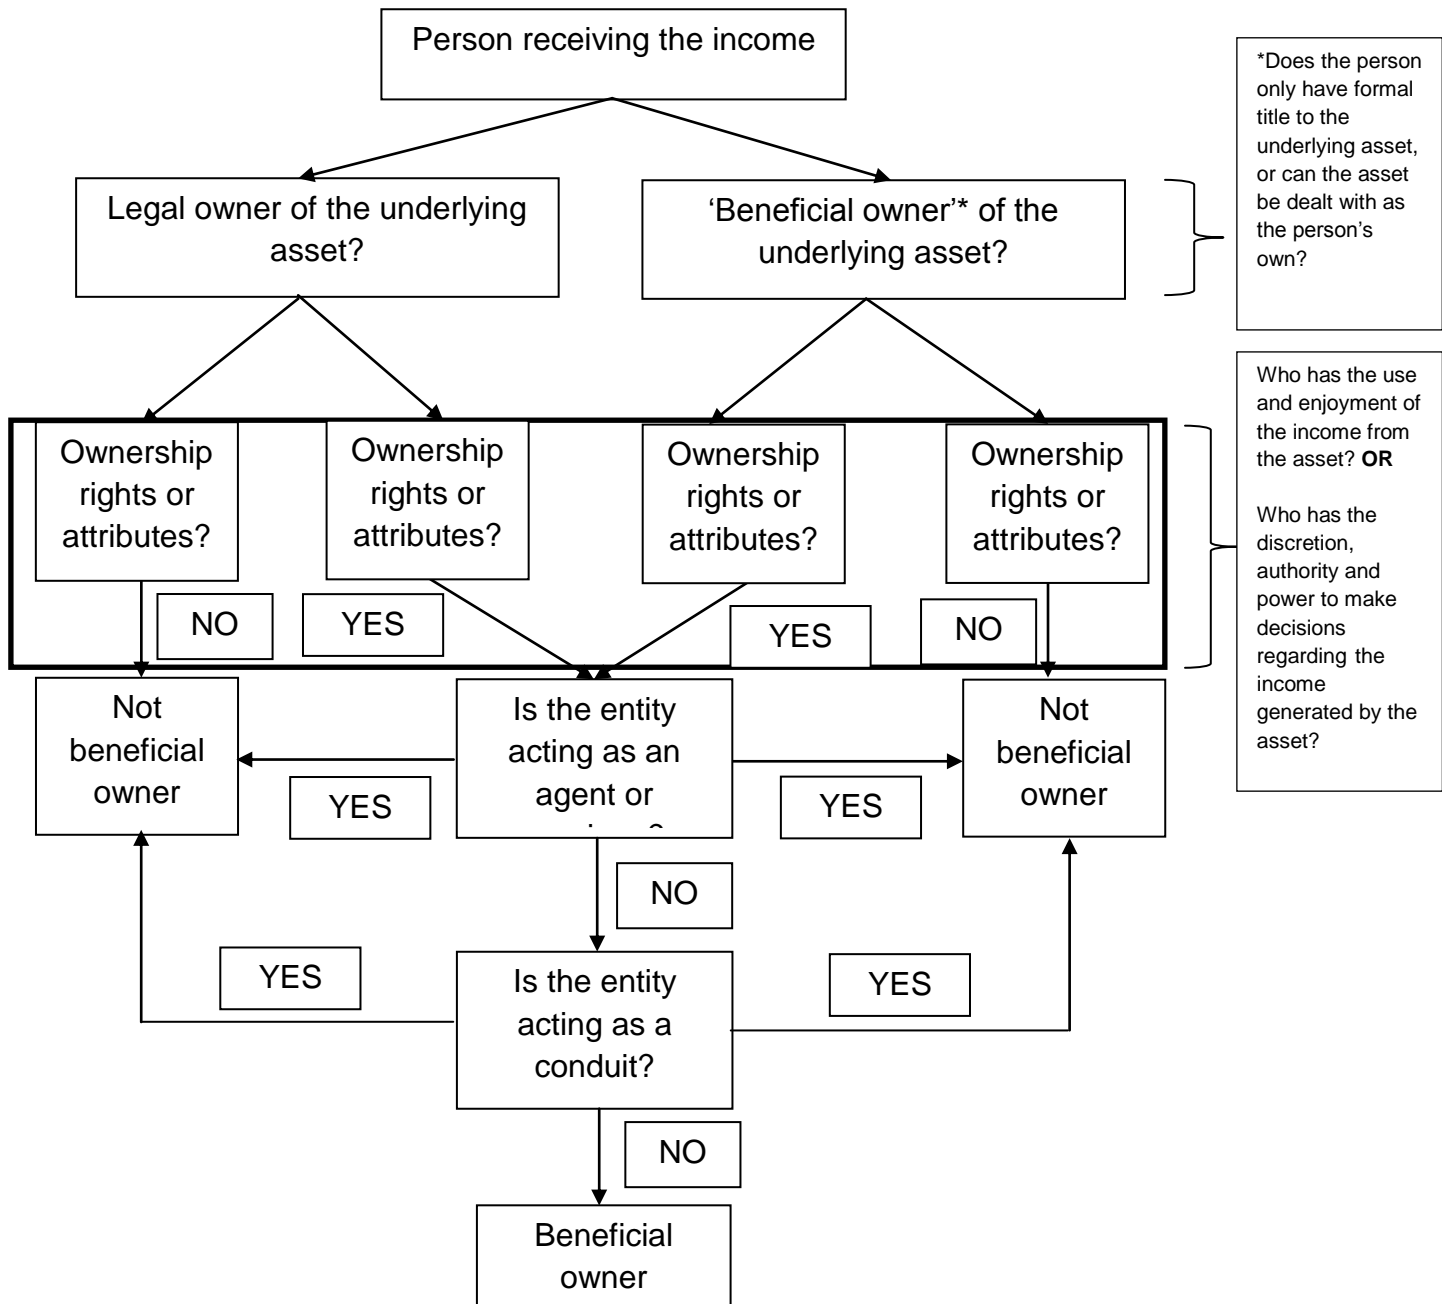 Person receiving the income
*Does the person
only have formal
title to the
underlying asset,
or can the asset
be dealt with as
the person's
own?
Legal owner of the underlying
asset?
‘Beneficial owner’* of the
underlying asset?
Who has the use
and enjoyment of
the income from
the asset? OR
Who has the
discretion,
authority and
power to make
decisions
regarding the
income
generated by the
asset?
Ownership
rights or
attributes?
Ownership
rights or
attributes?
Ownership
rights or
attributes?
Ownership
rights or
attributes?
NO
YES
YES
NO
Not
beneficial
owner
Is the entity
acting as an
agent or
Not
beneficial
owner
YES
YES
NO
YES
Is the entity
acting as a
conduit?
YES
NO
Beneficial
owner